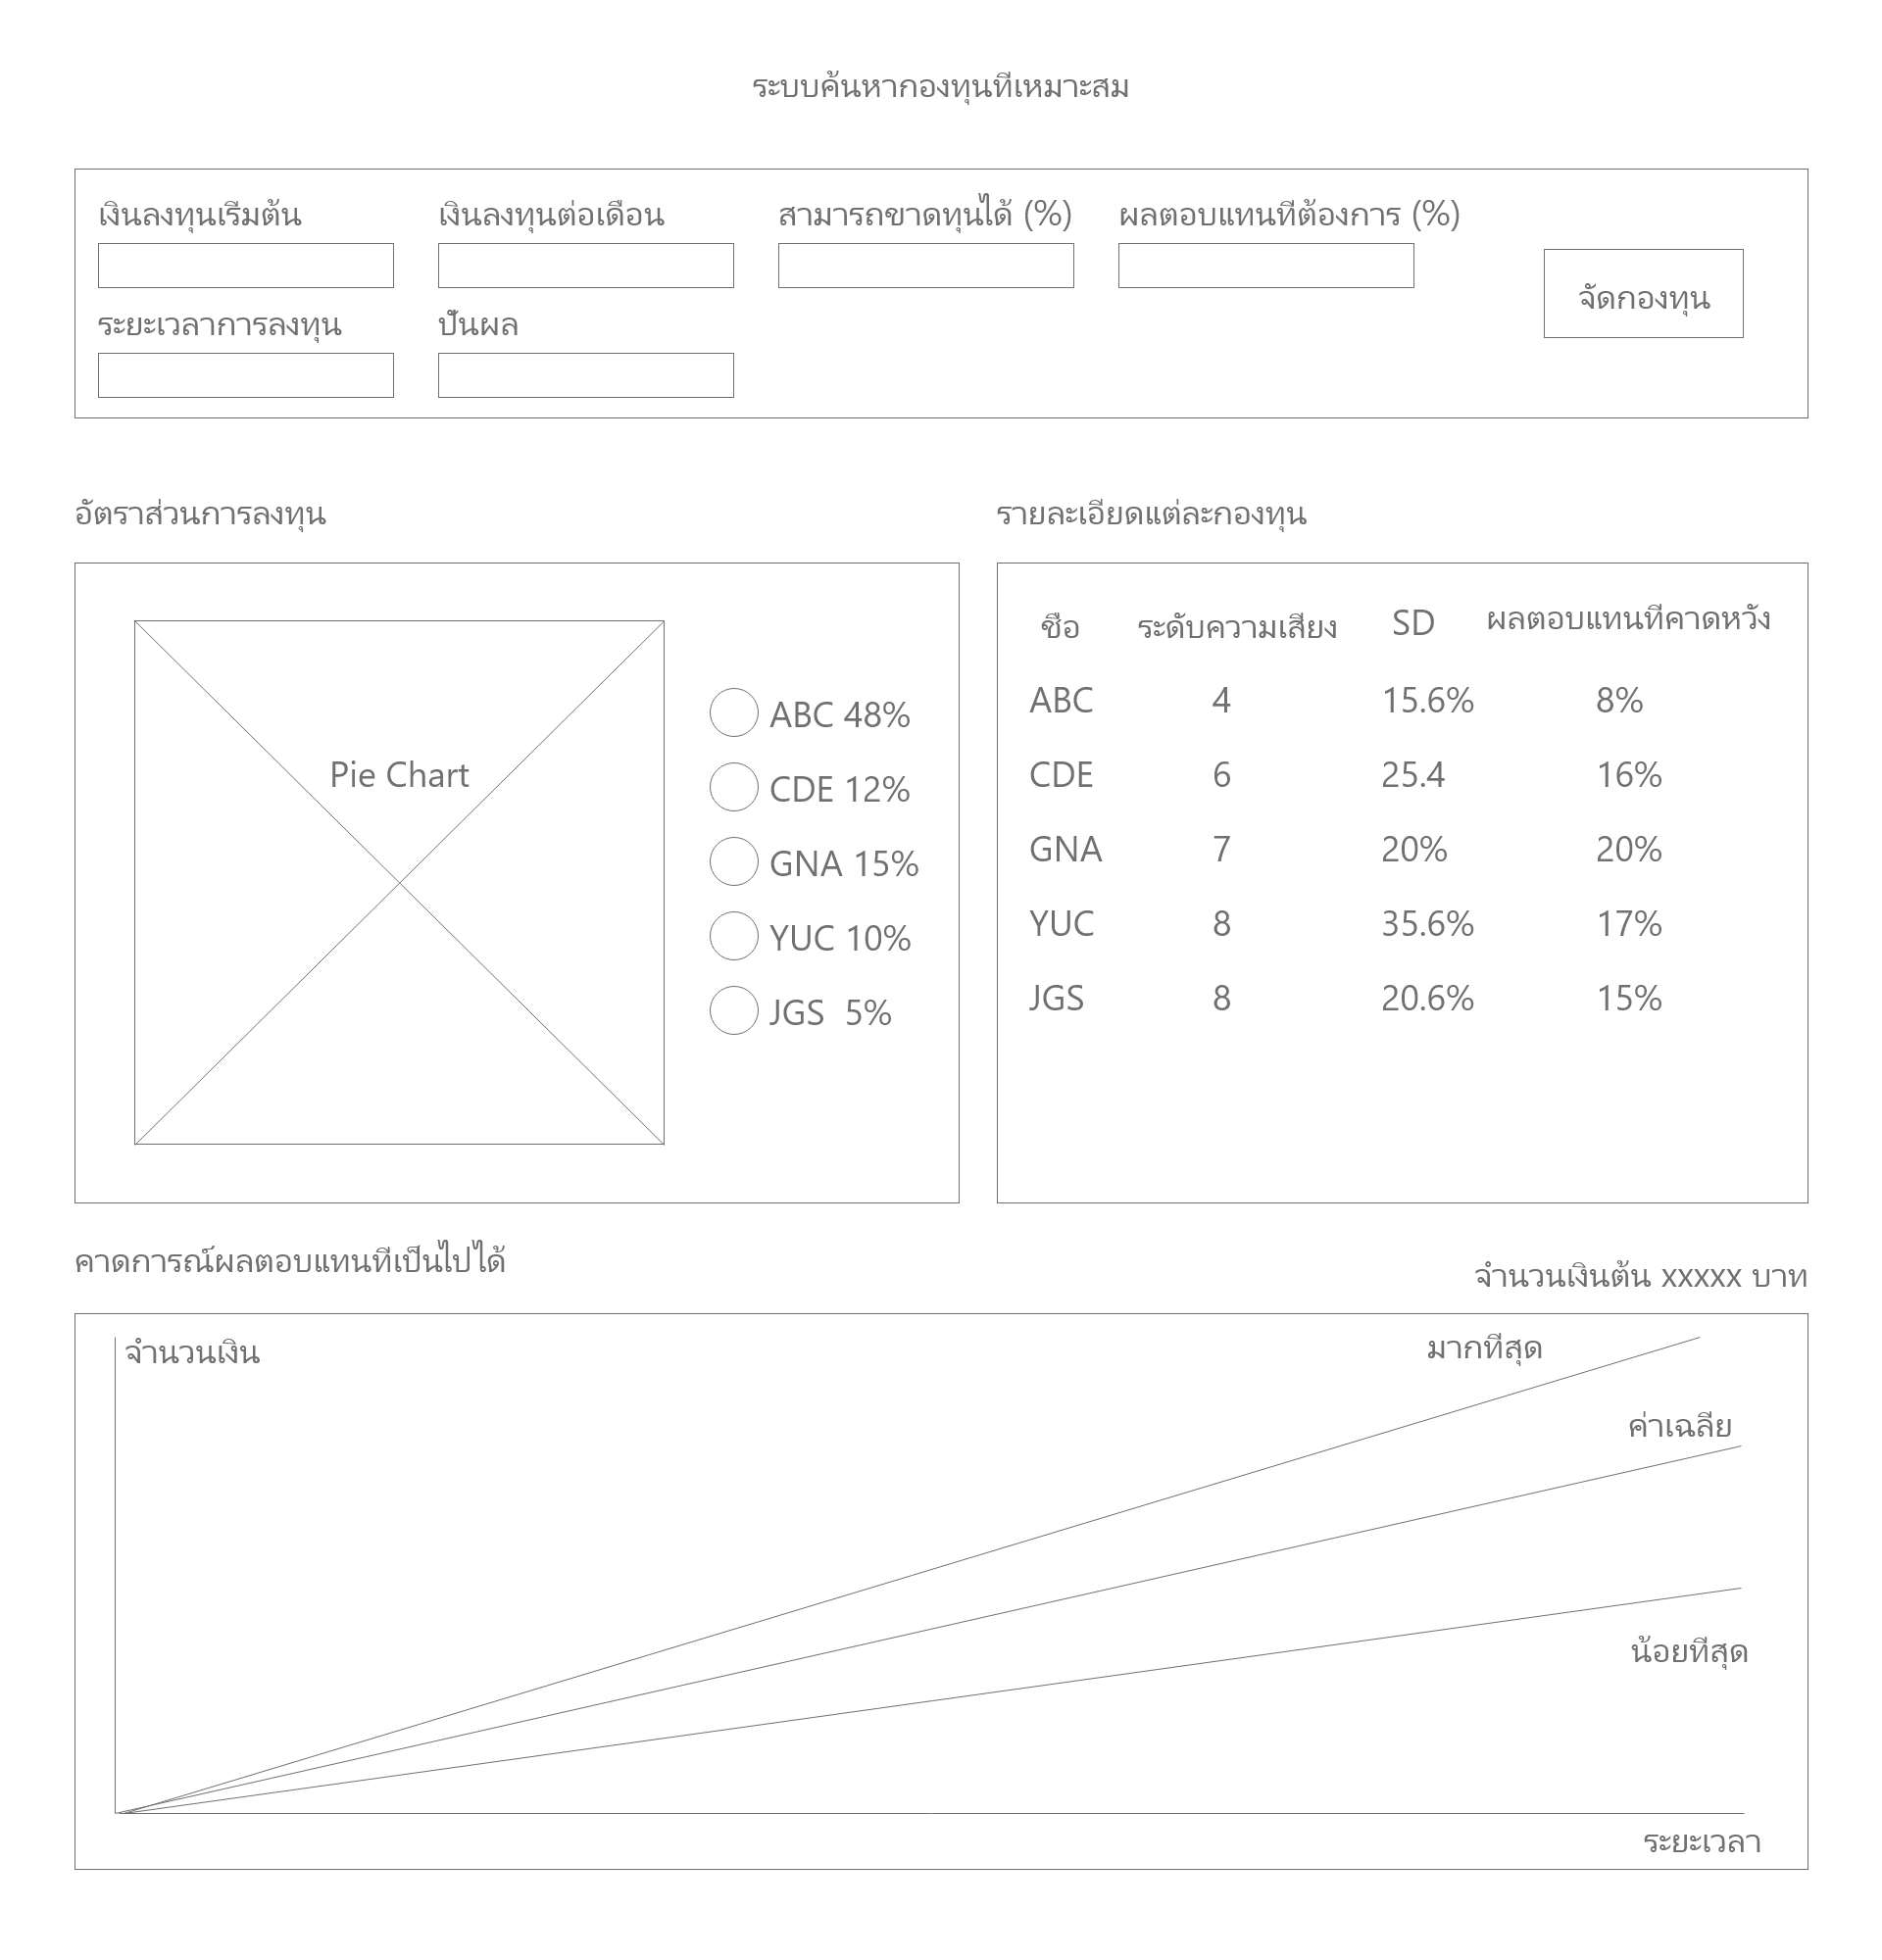 ระบบค้นหากองทุนที่เหมาะสม
เงินลงทุนเริ่มต้น
เงินลงทุนต่อเดือน
สามารถขาดทุนได้ (%)
ผลตอบแทนที่ต้องการ (%)
จัดกองทุน
ระยะเวลาการลงทุน
ปันผล
อัตราส่วนการลงทุน
Pie Chart
ABC 48%
CDE 12%
GNA 15%
YUC 10%
JGS 5%
รายละเอียดแต่ละกองทุน
ชื่อ ระดับความเสี่ยง SD ผลตอบแทนที่คาดหวัง
ABC 4 15.6% 8%
CDE 6 25.4 16%
GNA 7 20% 20%
YUC 8 35.6% 17%
JGS 8 20.6% 15%
คาดการณ์ผลตอบแทนที่เป็นไปได้
จำนวนเงินต้น xxxxx บาท
จำนวนเงิน
มากที่สุด
ค่าเฉลี่ย
น้อยที่สุด
ระยะเวลา